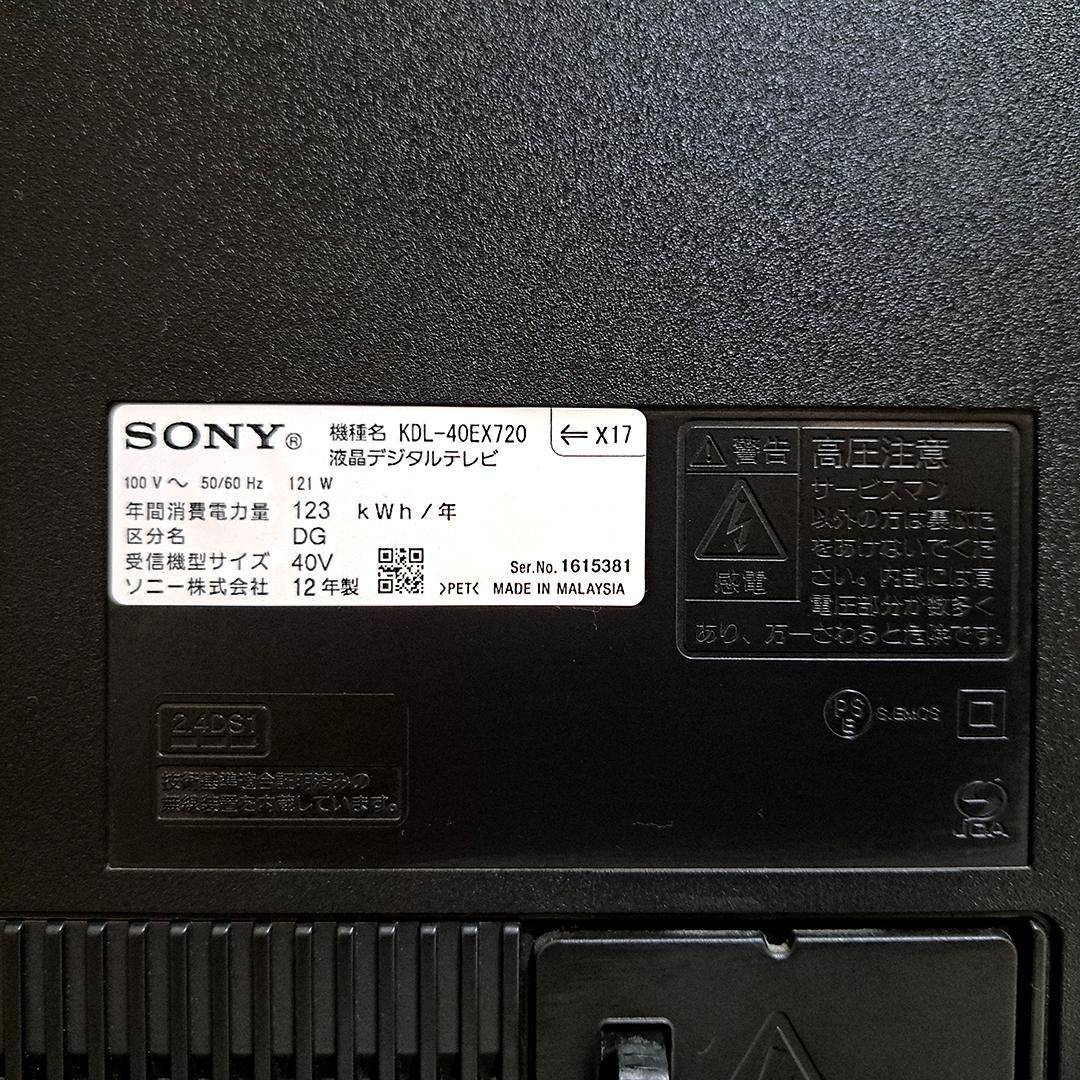 SONY® 機種名 KDL-40EX720 ⇐ X17
液晶デジタルテレビ
100 V ～ 50/60 Hz 121 W
年間消費電力量 123 kWh/年
区分名 DG
受信機型サイズ 40V
Ser.No. 1615381
ソニー株式会社 12年製 >PET< MADE IN MALAYSIA
警告
感電
高圧注意
サービスマン
以外の方は裏ぶた
をあけないでくだ
さい。内部には高
電圧部分が数多く
あり、万一さわると危険です。
PS
E
S.EMCS
2.4DS1
技術基準適合証明済みの
無線装置を内蔵しています。